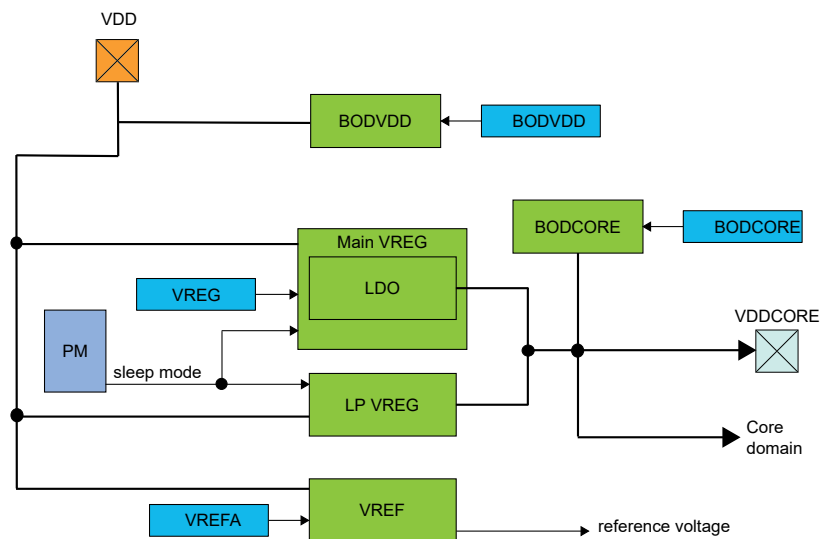 VDD
BODVDD
BODVDD
BODCORE
BODCORE
Main VREG
LDO
VREG
VDDCORE
PM
sleep mode
LP VREG
Core
domain
VREF
VREFA
reference voltage